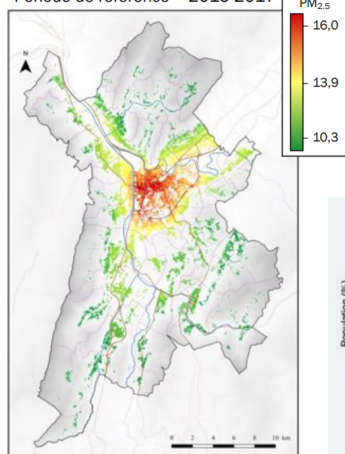 Période de référence
2015-2017
PM2.5
16,0
13,9
10,3
N
0 2 4 6 8 10 km
Population (%)